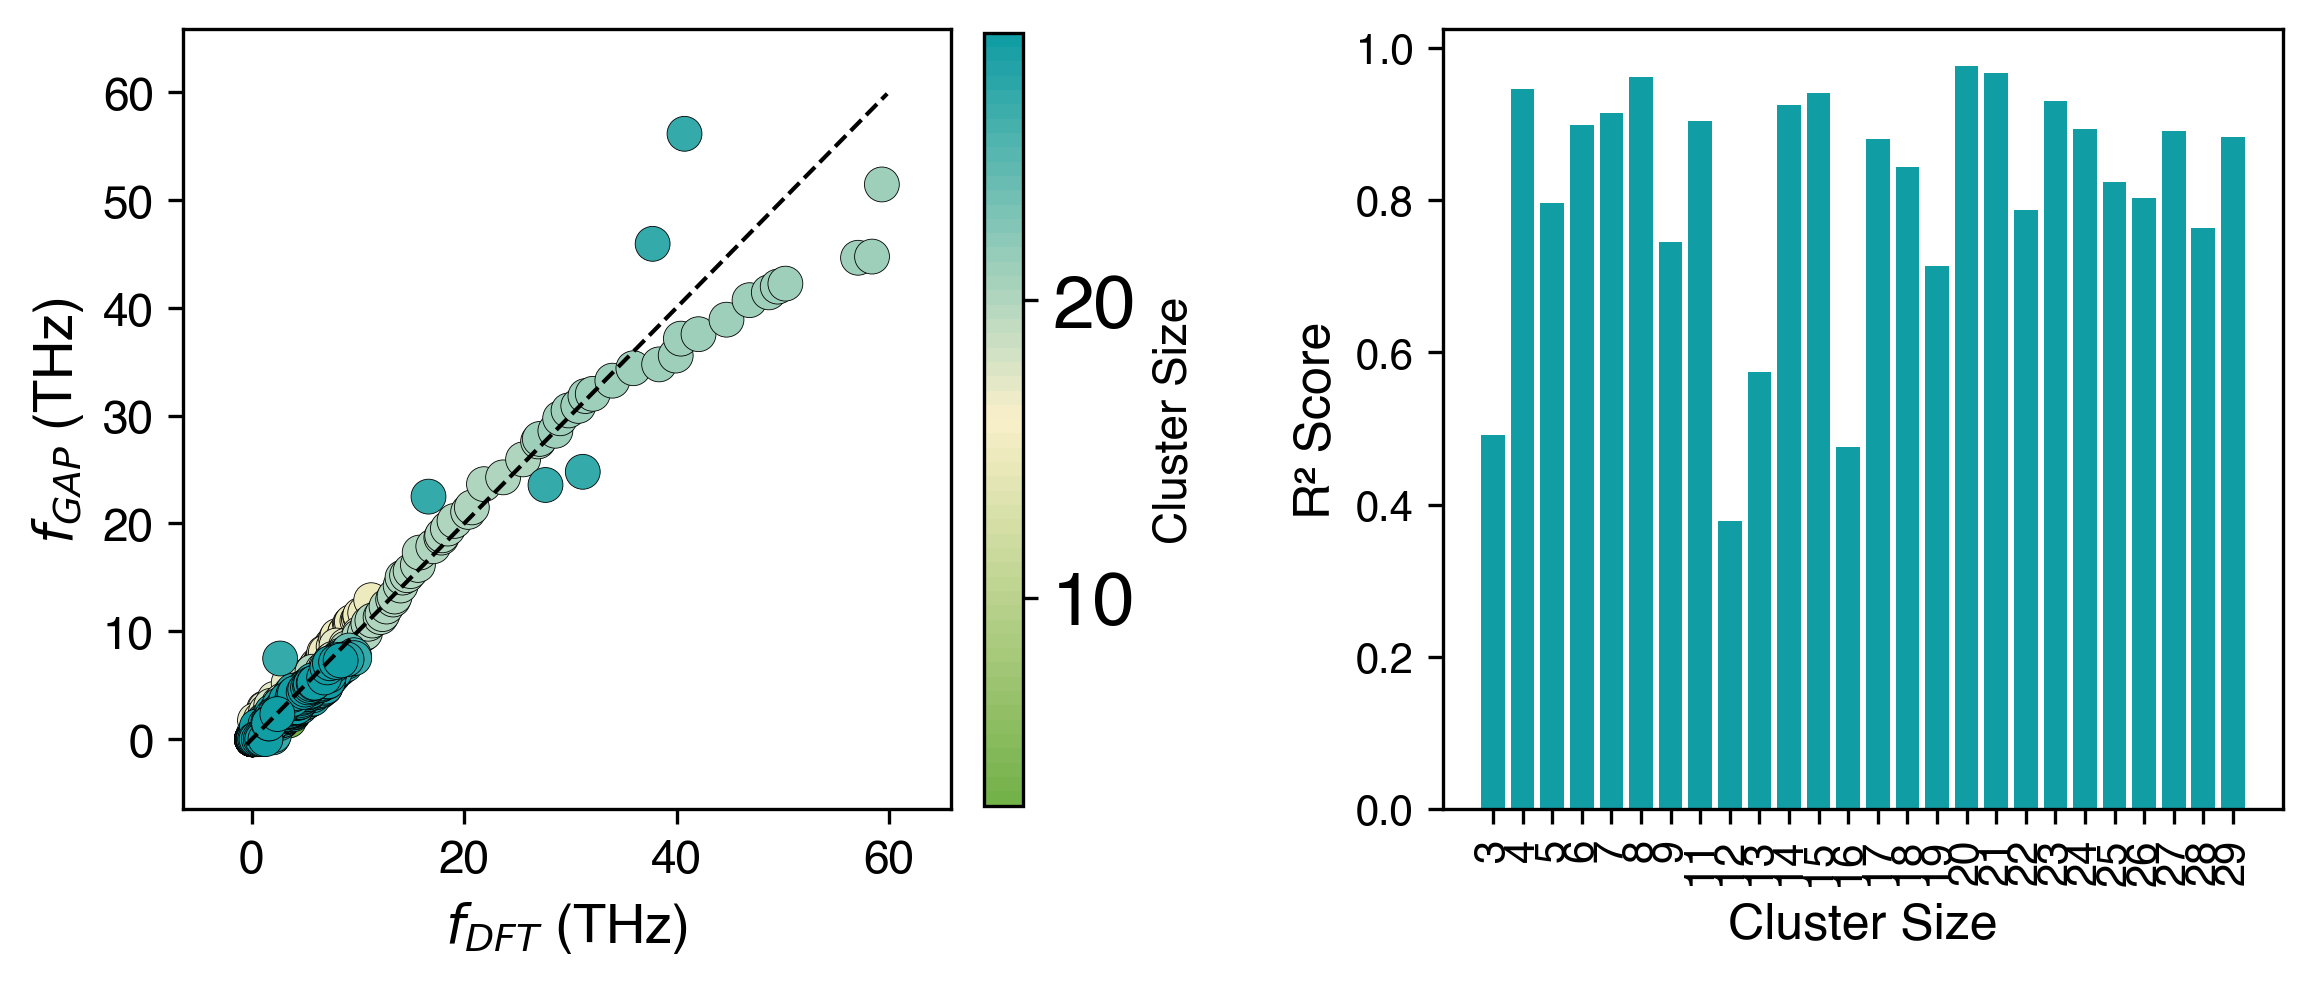 60
50
40
30
20
10
0
f_GAP (THz)
0 20 40 60
f_DFT (THz)
20
10
Cluster Size
1.0
0.8
0.6
0.4
0.2
0.0
R² Score
3 4 5 6 7 8 9 11 12 13 14 15 16 17 18 19 20 21 22 23 24 25 26 27 28 29
Cluster Size